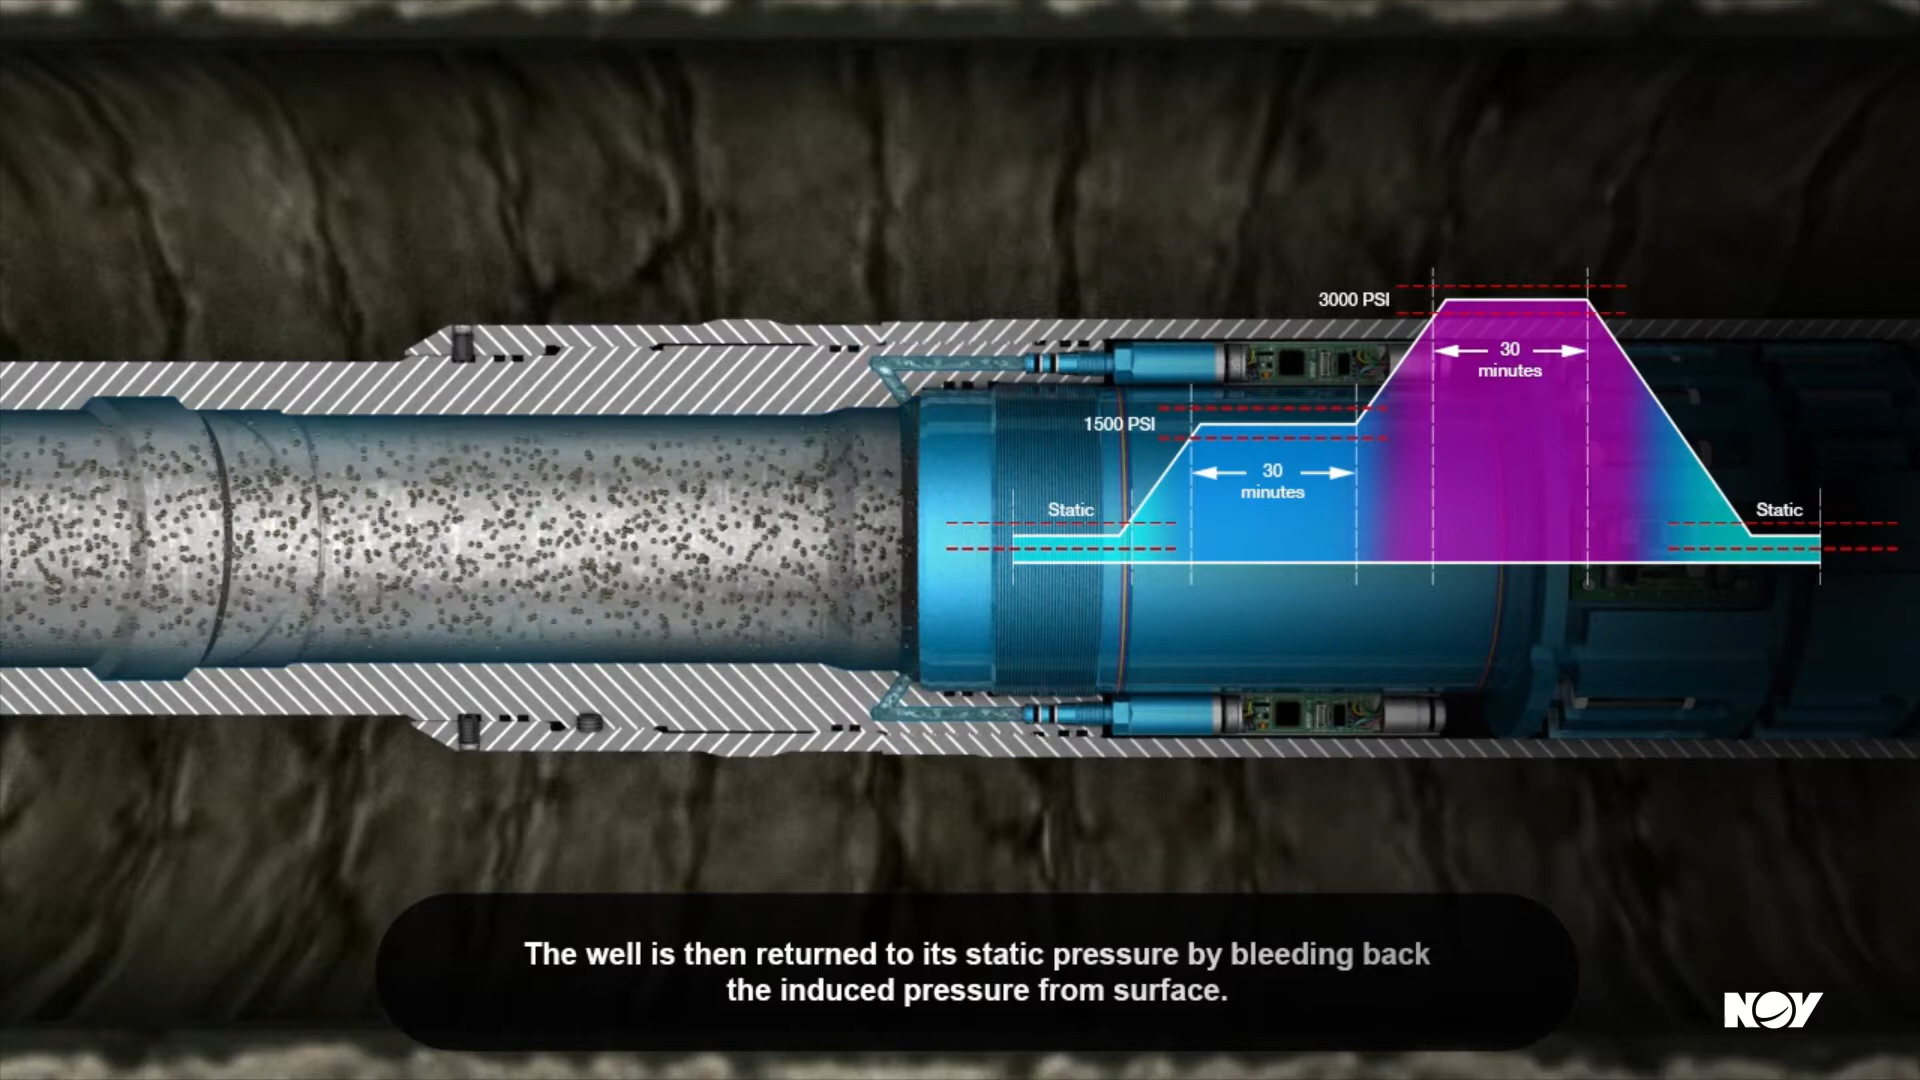 3000 PSI
30
minutes
1500 PSI
30
minutes
Static
Static
The well is then returned to its static pressure by bleeding back
the induced pressure from surface.
NOV